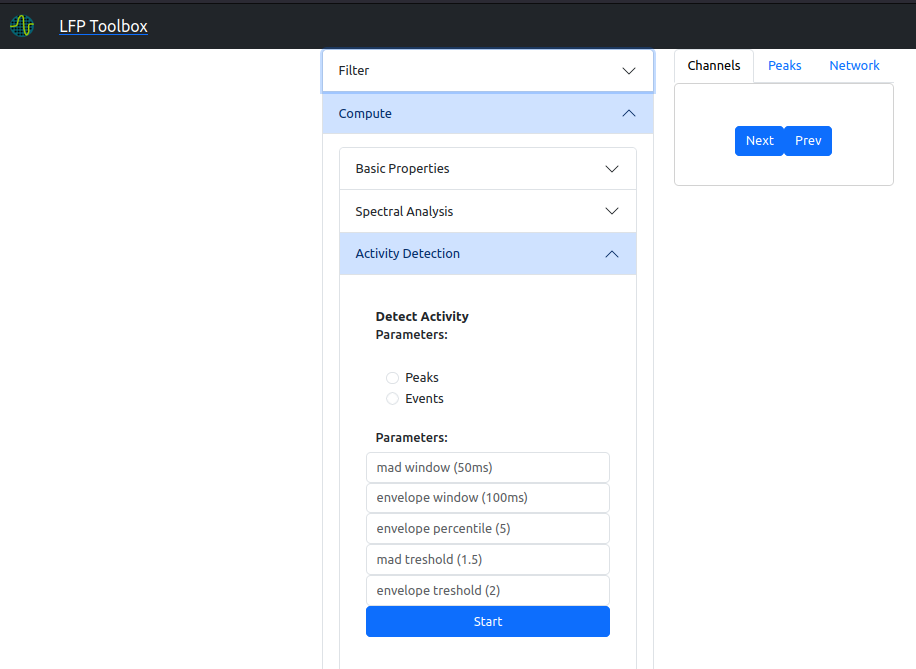 LFP Toolbox
Filter
Compute
Basic Properties
Spectral Analysis
Activity Detection
Detect Activity
Parameters:
Peaks
Events
Parameters:
mad window (50ms)
envelope window (100ms)
envelope percentile (5)
mad treshold (1.5)
envelope treshold (2)
Start
Channels Peaks Network
Next Prev